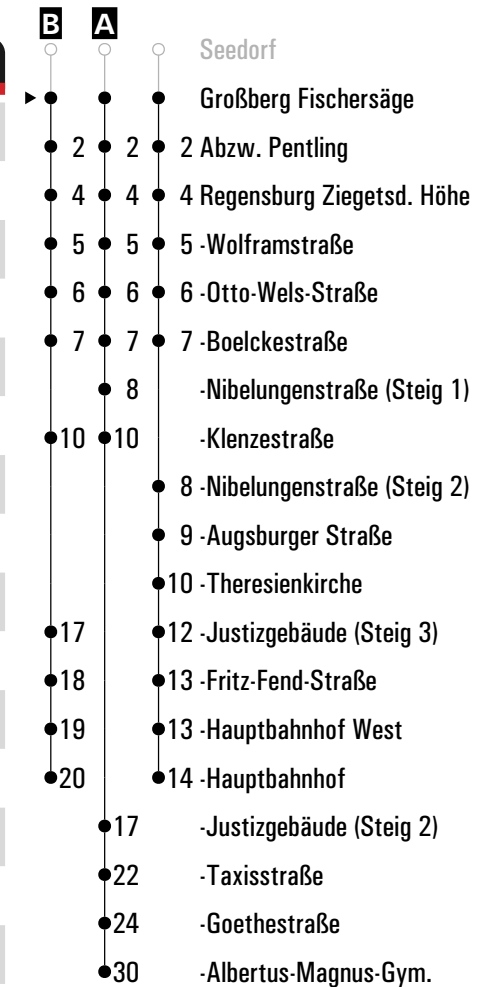 B A
Seedorf
Großberg Fischersäge
2 2 2 Abzw. Pentling
4 4 4 Regensburg Ziegetsd. Höhe
5 5 5 -Wolframstraße
6 6 6 -Otto-Wels-Straße
7 7 7 -Boelckestraße
8 -Nibelungenstraße (Steig 1)
10 10 -Klenzestraße
8 -Nibelungenstraße (Steig 2)
9 -Augsburger Straße
10 -Theresienkirche
17 12 -Justizgebäude (Steig 3)
18 13 -Fritz-Fend-Straße
19 13 -Hauptbahnhof West
20 14 -Hauptbahnhof
17 -Justizgebäude (Steig 2)
22 -Taxisstraße
24 -Goethestraße
30 -Albertus-Magnus-Gym.